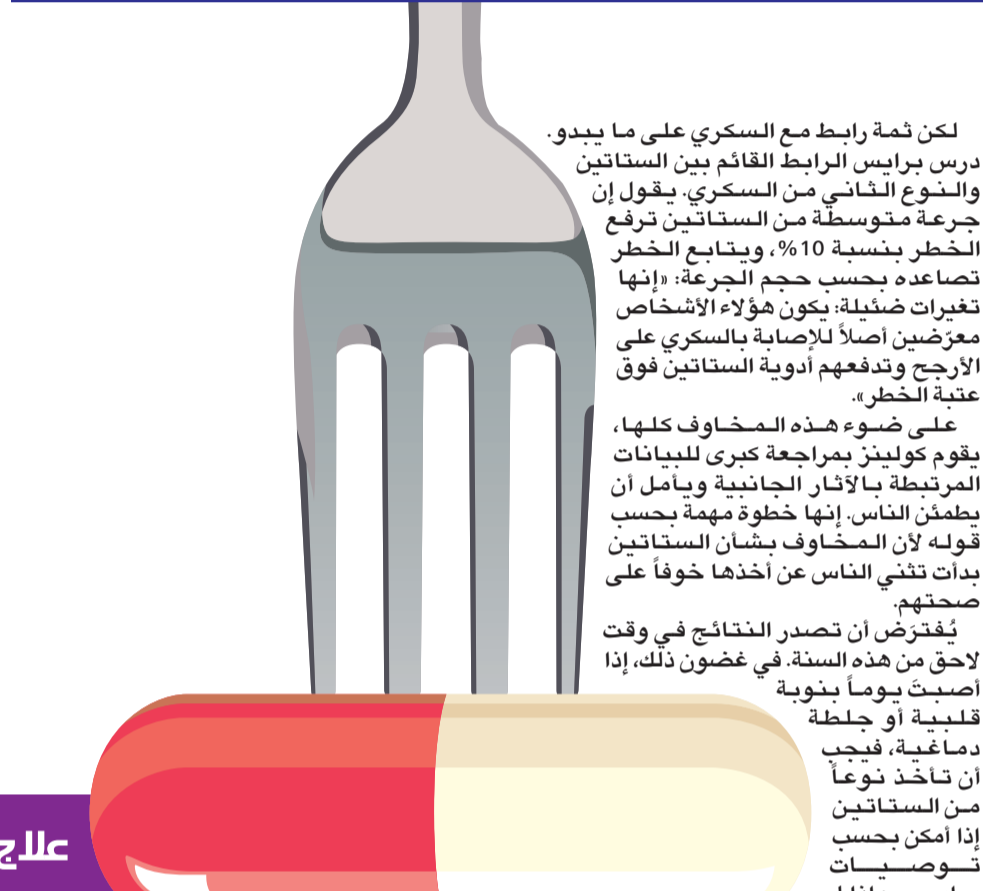 لكن ثمة رابط مع السكري على ما يبدو.
درس برايس الرابط القائم بين الستاتين
والنوع الثاني من السكري. يقول إن
جرعة متوسطة من الستاتين ترفع
الخطر بنسبة 10%، ويتابع الخطر
تصاعده بحسب حجم الجرعة: «إنها
تغيرات ضئيلة: يكون هؤلاء الأشخاص
معرّضين أصلاً للإصابة بالسكري على
الأرجح وتدفعهم أدوية الستاتين فوق
عتبة الخطر».
على ضوء هذه المخاوف كلها،
يقوم كولينز بمراجعة كبرى للبيانات
المرتبطة بالآثار الجانبية ويأمل أن
يطمئن الناس. إنها خطوة مهمة بحسب
قوله لأن المخاوف بشأن الستاتين
بدأت تثني الناس عن أخذها خوفاً على
صحتهم.
يُفترَض أن تصدر النتائج في وقت
لاحق من هذه السنة. في غضون ذلك، إذا
أصبتَ يوماً بنوبة
قلبية أو جلطة
دماغية، فيجب
أن تأخذ نوعاً
من الستاتين
إذا أمكن بحسب
توصيات
علاج